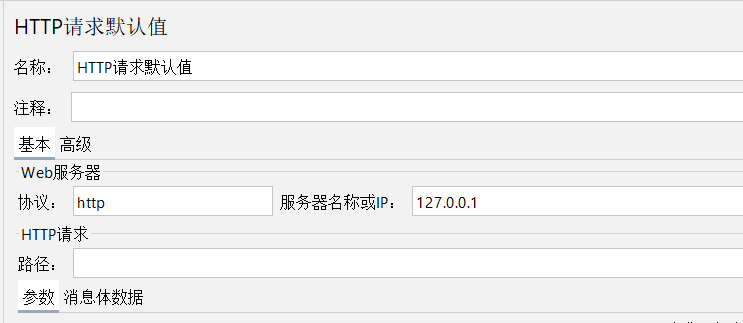 HTTP请求默认值
名称： HTTP请求默认值
注释：
基本 高级
Web服务器
协议： http 服务器名称或IP： 127.0.0.1
HTTP请求
路径：
参数 消息体数据